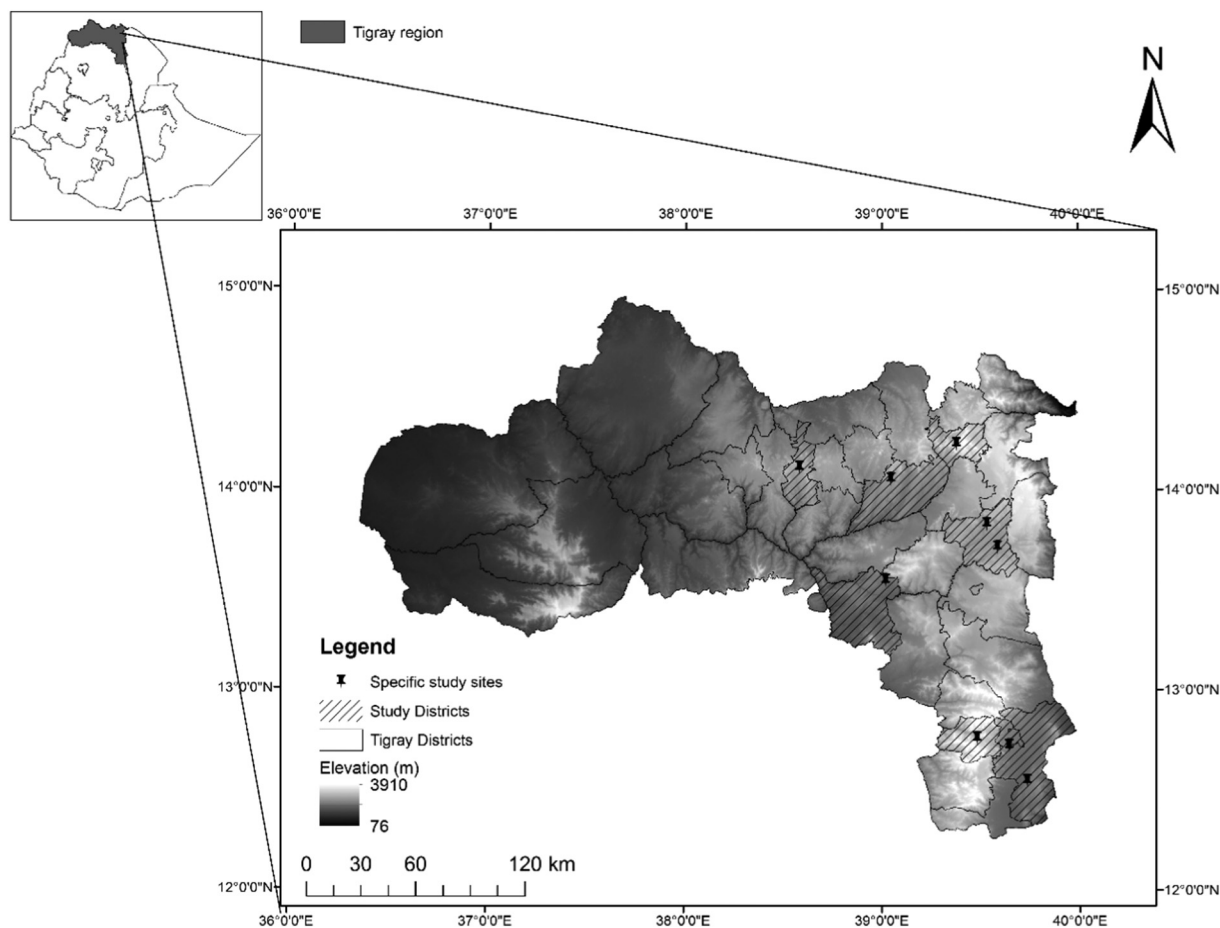 Tigray region
N
36°0'0"E 37°0'0"E 38°0'0"E 39°0'0"E 40°0'0"E
15°0'0"N 15°0'0"N
14°0'0"N 14°0'0"N
13°0'0"N 13°0'0"N
12°0'0"N 12°0'0"N
Legend
Specific study sites
Study Districts
Tigray Districts
Elevation (m)
3910
76
0 30 60 120 km
36°0'0"E 37°0'0"E 38°0'0"E 39°0'0"E 40°0'0"E